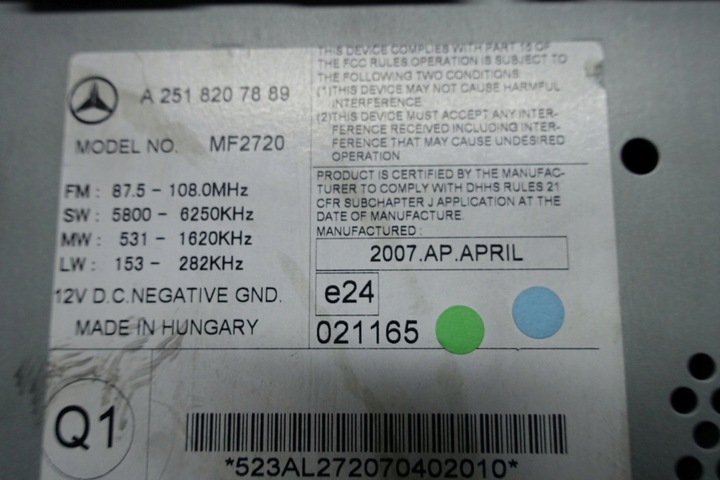 A 251 820 78 89
MODEL NO. MF2720
FM : 87.5 - 108.0MHz
SW : 5800 - 6250KHz
MW : 531 - 1620KHz
LW : 153 - 282KHz
12V D.C.NEGATIVE GND.
MADE IN HUNGARY
THIS DEVICE COMPLIES WITH PART 15 OF
THE FCC RULES OPERATION IS SUBJECT TO
THE FOLLOWING TWO CONDITIONS:
(1)THIS DEVICE MAY NOT CAUSE HARMFUL
INTERFERENCE
(2)THIS DEVICE MUST ACCEPT ANY INTER-
FERENCE RECEIVED INCLUDING INTER-
FERENCE THAT MAY CAUSE UNDESIRED
OPERATION
PRODUCT IS CERTIFIED BY THE MANUFAC-
TURER TO COMPLY WITH DHHS RULES 21
CFR SUBCHAPTER J APPLICATION AT THE
DATE OF MANUFACTURE.
MANUFACTURED :
2007.AP.APRIL
e24
021165
Q1
*523AL272070402010*